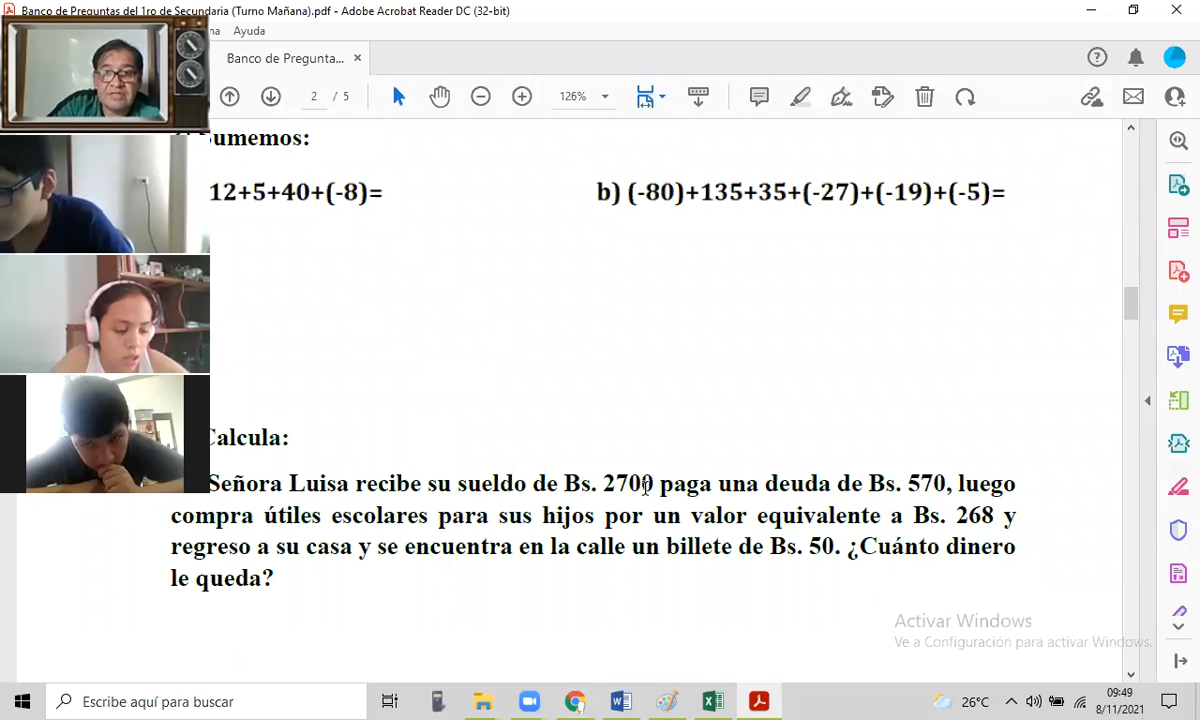 Banco de Preguntas del 1ro de Secundaria (Turno Mañana).pdf - Adobe Acrobat Reader DC (32-bit)
Ayuda
Banco de Pregunta...
2 / 5
126%
Sumemos:
12+5+40+(-8)=
b) (-80)+135+35+(-27)+(-19)+(-5)=
Calcula:
Señora Luisa recibe su sueldo de Bs. 2700 paga una deuda de Bs. 570, luego
compra útiles escolares para sus hijos por un valor equivalente a Bs. 268 y
regreso a su casa y se encuentra en la calle un billete de Bs. 50. ¿Cuánto dinero
le queda?
Activar Windows
Ve a Configuración para activar Windows.
Escribe aquí para buscar
26°C
09:49
8/11/2021